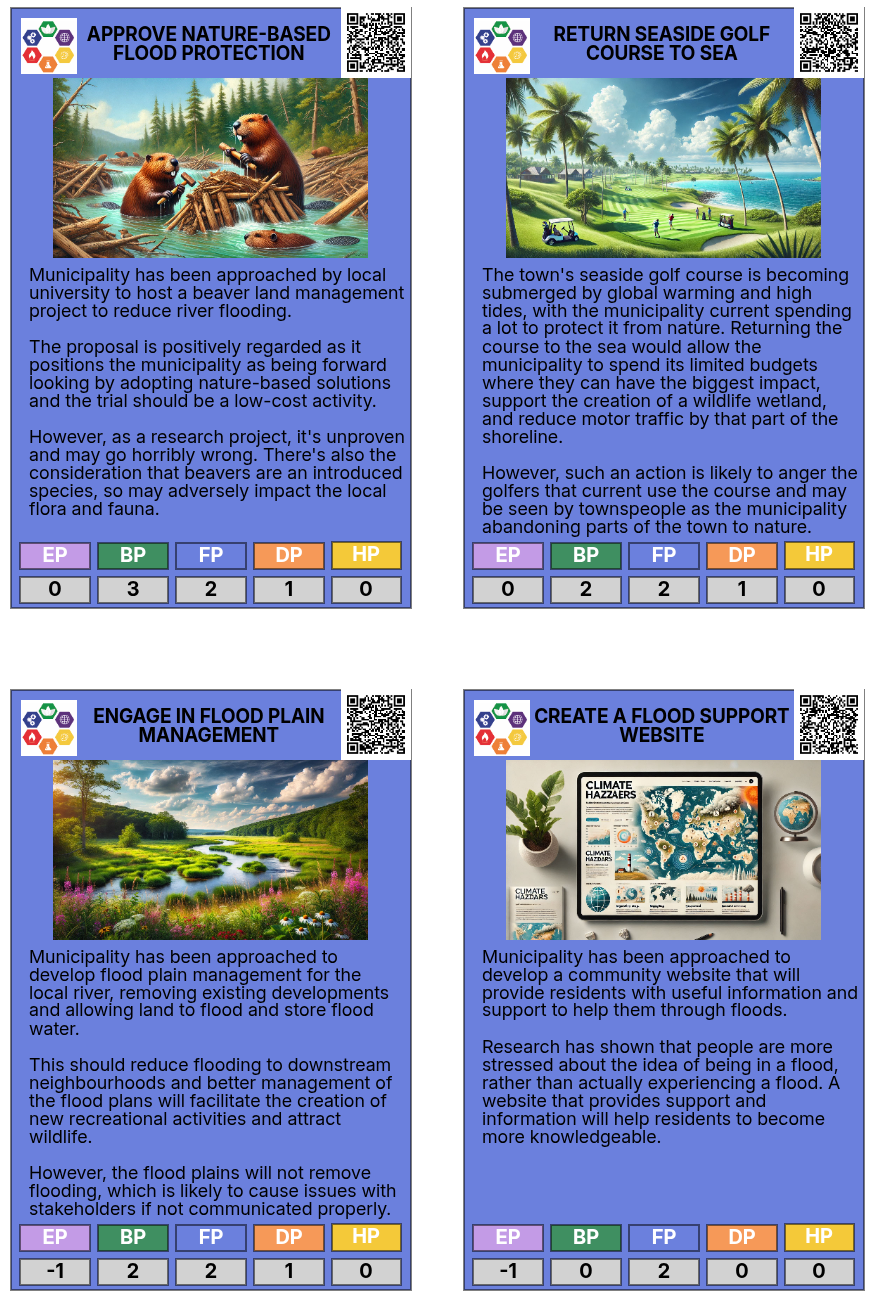 APPROVE NATURE-BASED
FLOOD PROTECTION
Municipality has been approached by local
university to host a beaver land management
project to reduce river flooding.
The proposal is positively regarded as it
positions the municipality as being forward
looking by adopting nature-based solutions
and the trial should be a low-cost activity.
However, as a research project, it's unproven
and may go horribly wrong. There's also the
consideration that beavers are an introduced
species, so may adversely impact the local
flora and fauna.
EP BP FP DP HP
0 3 2 1 0
RETURN SEASIDE GOLF
COURSE TO SEA
The town's seaside golf course is becoming
submerged by global warming and high
tides, with the municipality current spending
a lot to protect it from nature. Returning the
course to the sea would allow the
municipality to spend its limited budgets
where they can have the biggest impact,
support the creation of a wildlife wetland,
and reduce motor traffic by that part of the
shoreline.
However, such an action is likely to anger the
golfers that current use the course and may
be seen by townspeople as the municipality
abandoning parts of the town to nature.
EP BP FP DP HP
0 2 2 1 0
ENGAGE IN FLOOD PLAIN
MANAGEMENT
Municipality has been approached to
develop flood plain management for the
local river, removing existing developments
and allowing land to flood and store flood
water.
This should reduce flooding to downstream
neighbourhoods and better management of
the flood plans will facilitate the creation of
new recreational activities and attract
wildlife.
However, the flood plains will not remove
flooding, which is likely to cause issues with
stakeholders if not communicated properly.
EP BP FP DP HP
-1 2 2 1 0
CREATE A FLOOD SUPPORT
WEBSITE
CLIMATE
HAZZAERS
CLIMATE
HAZDARS
CLIMATE
HAZDARS
Municipality has been approached to
develop a community website that will
provide residents with useful information and
support to help them through floods.
Research has shown that people are more
stressed about the idea of being in a flood,
rather than actually experiencing a flood. A
website that provides support and
information will help residents to become
more knowledgeable.
EP BP FP DP HP
-1 0 2 0 0